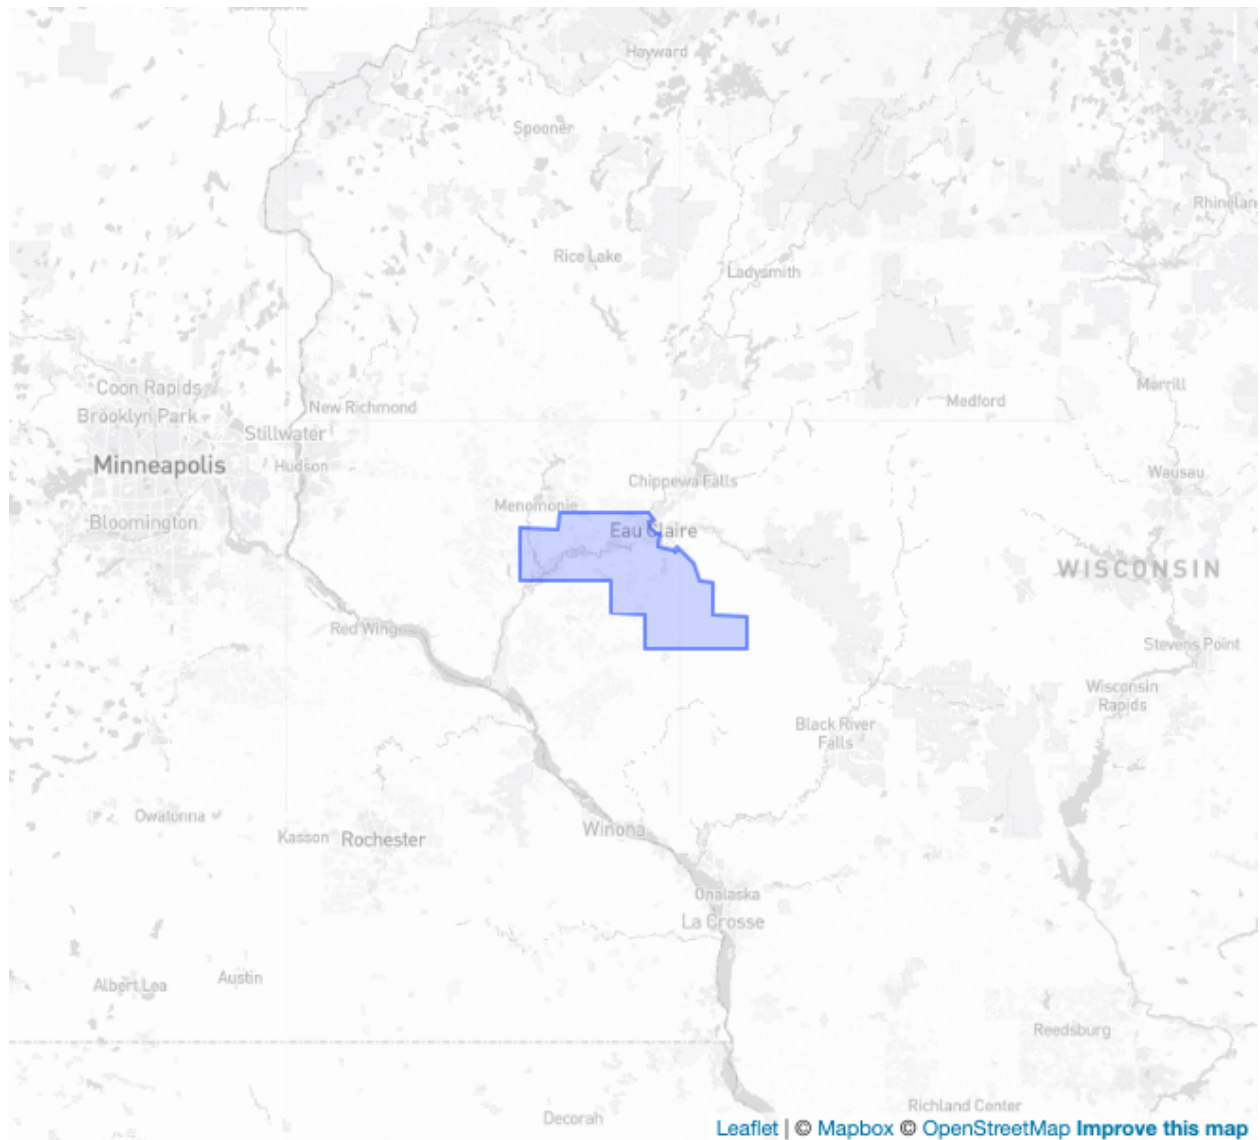 Hayward
Spooner
Rhinelan
Rice Lake
Ladysmith
Coon Rapids
Brooklyn Park
Merrill
Medford
New Richmond
Stillwater
Minneapolis
Hudson
Wausau
Chippewa Falls
Menomonie
Bloomington
Eau Claire
WISCONSIN
Red Wing
Stevens Point
Wisconsin
Rapids
Black River
Falls
Owatonna
Kasson
Rochester
Winona
Onalaska
La Crosse
Austin
Albert Lea
Reedsburg
Richland Center
Decorah
Leaflet | © Mapbox © OpenStreetMap Improve this map